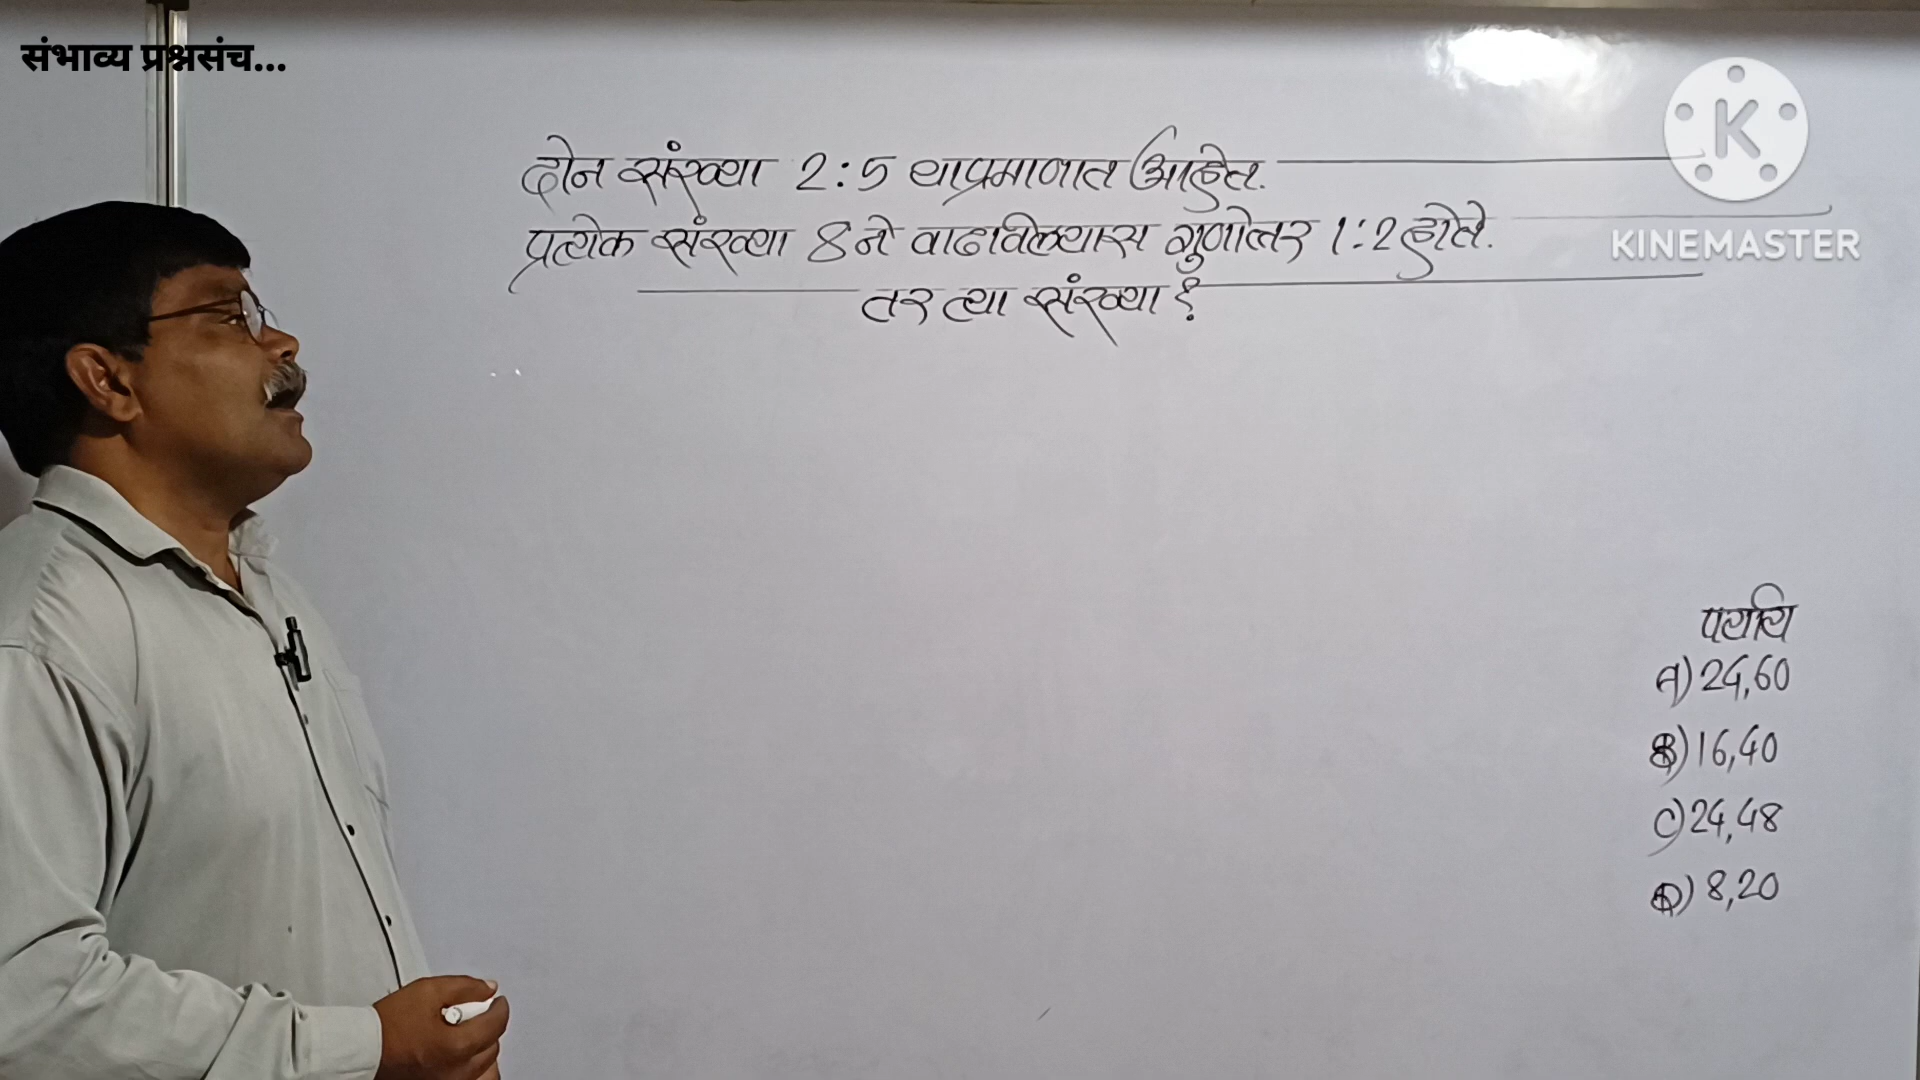 संभाव्य प्रश्नसंच...
दोन संख्या 2:5 याप्रमाणात आहेत.
प्रत्येक संख्या 8 ने वाढविल्यास गुणोत्तर 1:2 होते.
तर त्या संख्या ?
KINEMASTER
पर्याय
A) 24,60
B) 16,40
C) 24,48
D) 8,20